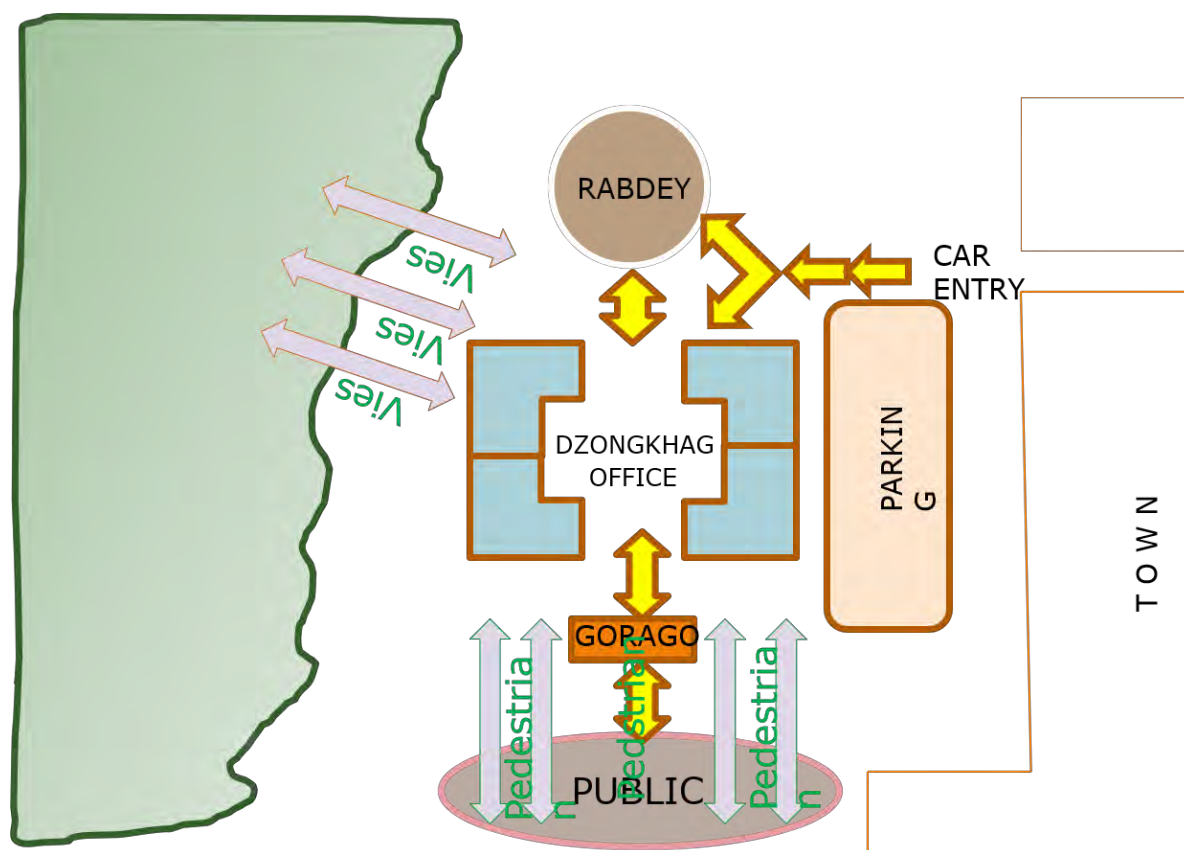 RABDEY
CAR
ENTRY
Vies
Vies
Vies
DZONGKHAG
OFFICE
PARKIN
G
TOWN
GORAGO
Pedestria
n
Pedestrian
Pedestria
n
PUBLIC